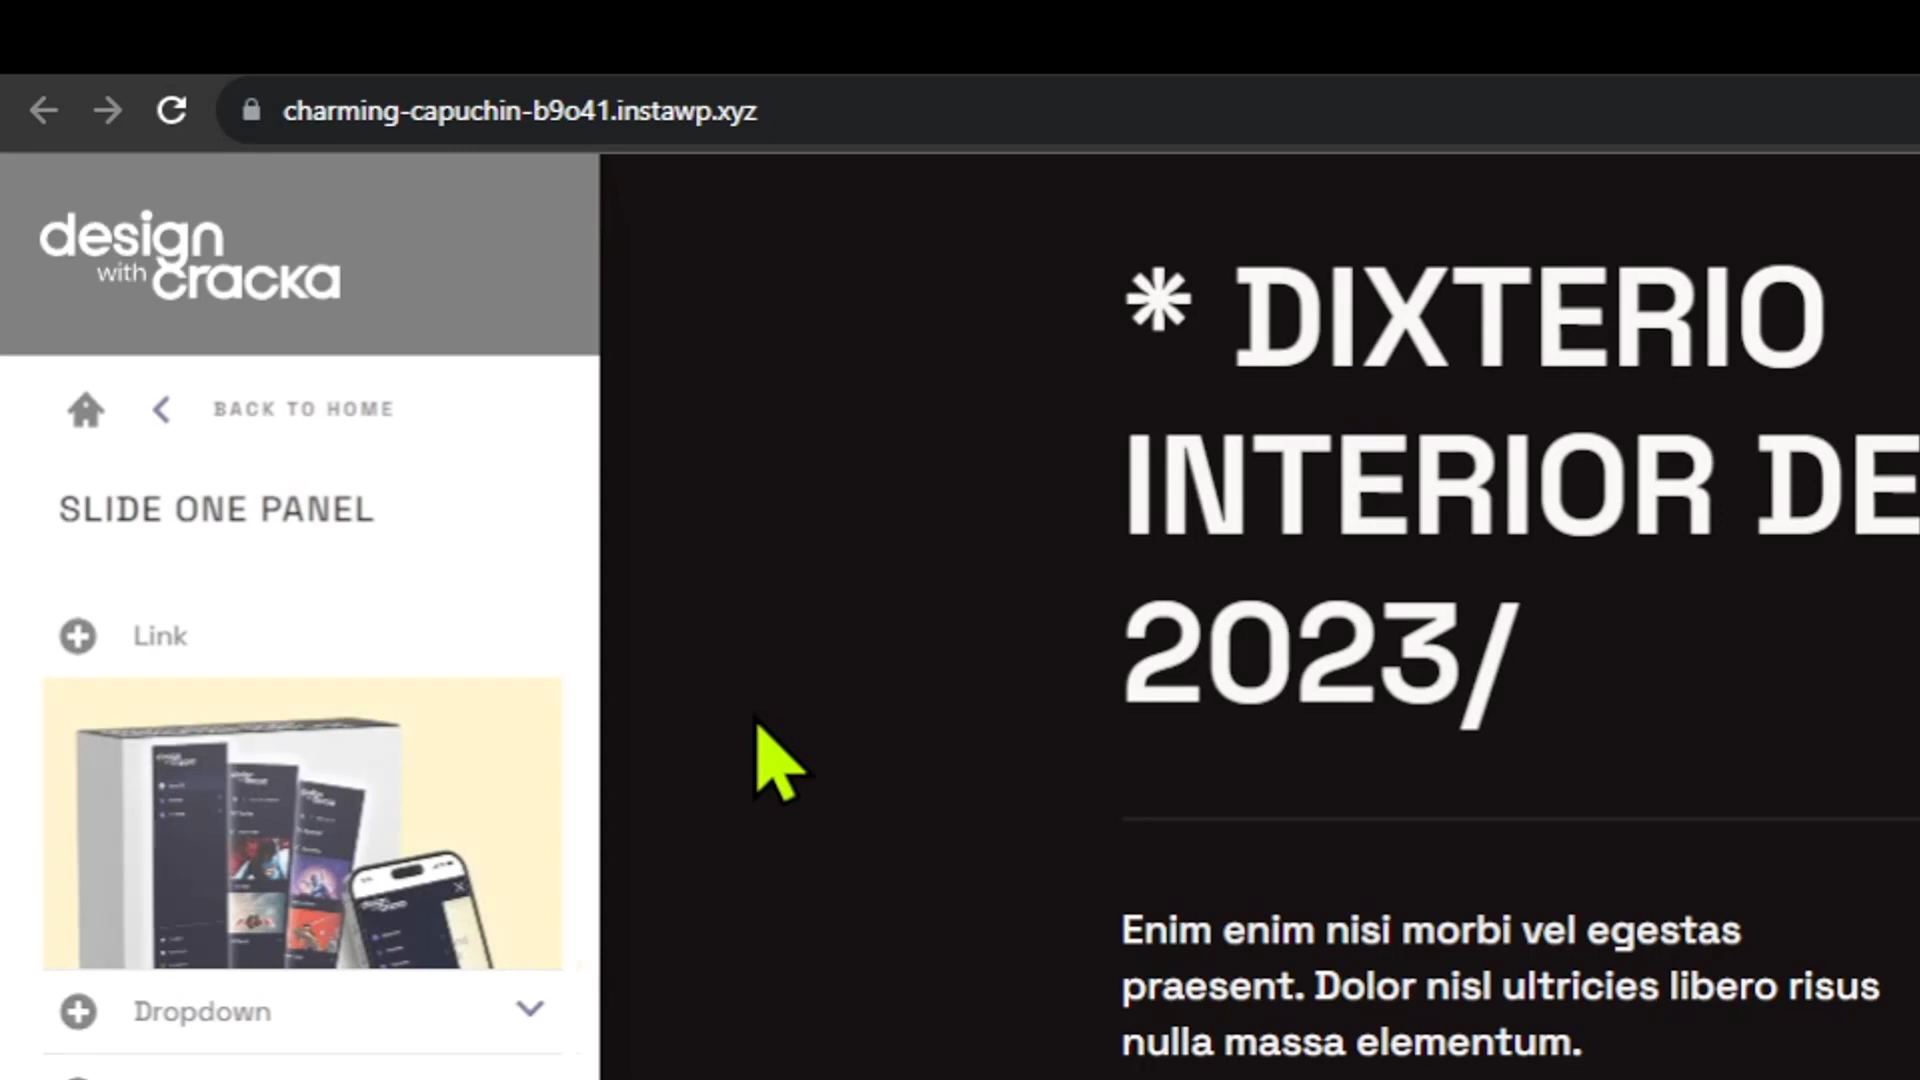 charming-capuchin-b9o41.instawp.xyz
design
with cracka
BACK TO HOME
SLIDE ONE PANEL
Link
Dropdown
* DIXTERIO
INTERIOR DE
2023/
Enim enim nisi morbi vel egestas
praesent. Dolor nisl ultricies libero risus
nulla massa elementum.